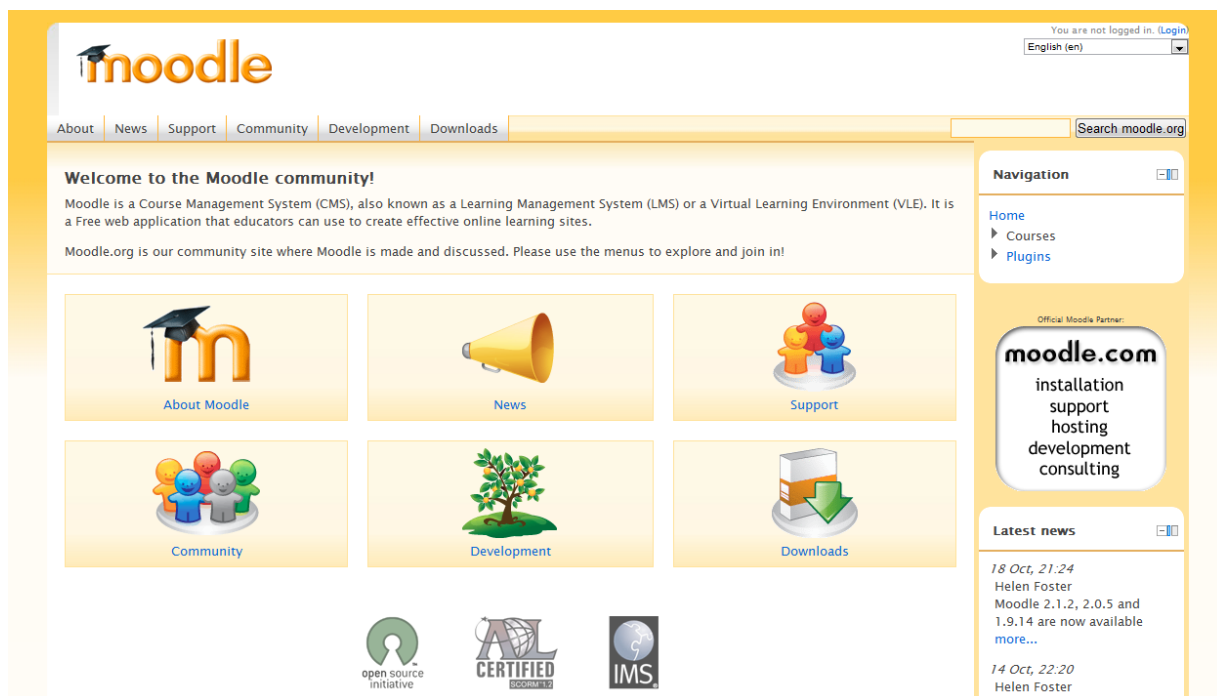 You are not logged in. (Login)
English (en)
moodle
About News Support Community Development Downloads
Search moodle.org
Welcome to the Moodle community!
Moodle is a Course Management System (CMS), also known as a Learning Management System (LMS) or a Virtual Learning Environment (VLE). It is
a Free web application that educators can use to create effective online learning sites.
Moodle.org is our community site where Moodle is made and discussed. Please use the menus to explore and join in!
About Moodle
News
Support
Community
Development
Downloads
open source
initiative
AL
CERTIFIED
SCORM 1.2
IMS
Navigation
Home
Courses
Plugins
Official Moodle Partner:
moodle.com
installation
support
hosting
development
consulting
Latest news
18 Oct, 21:24
Helen Foster
Moodle 2.1.2, 2.0.5 and
1.9.14 are now available
more...
14 Oct, 22:20
Helen Foster